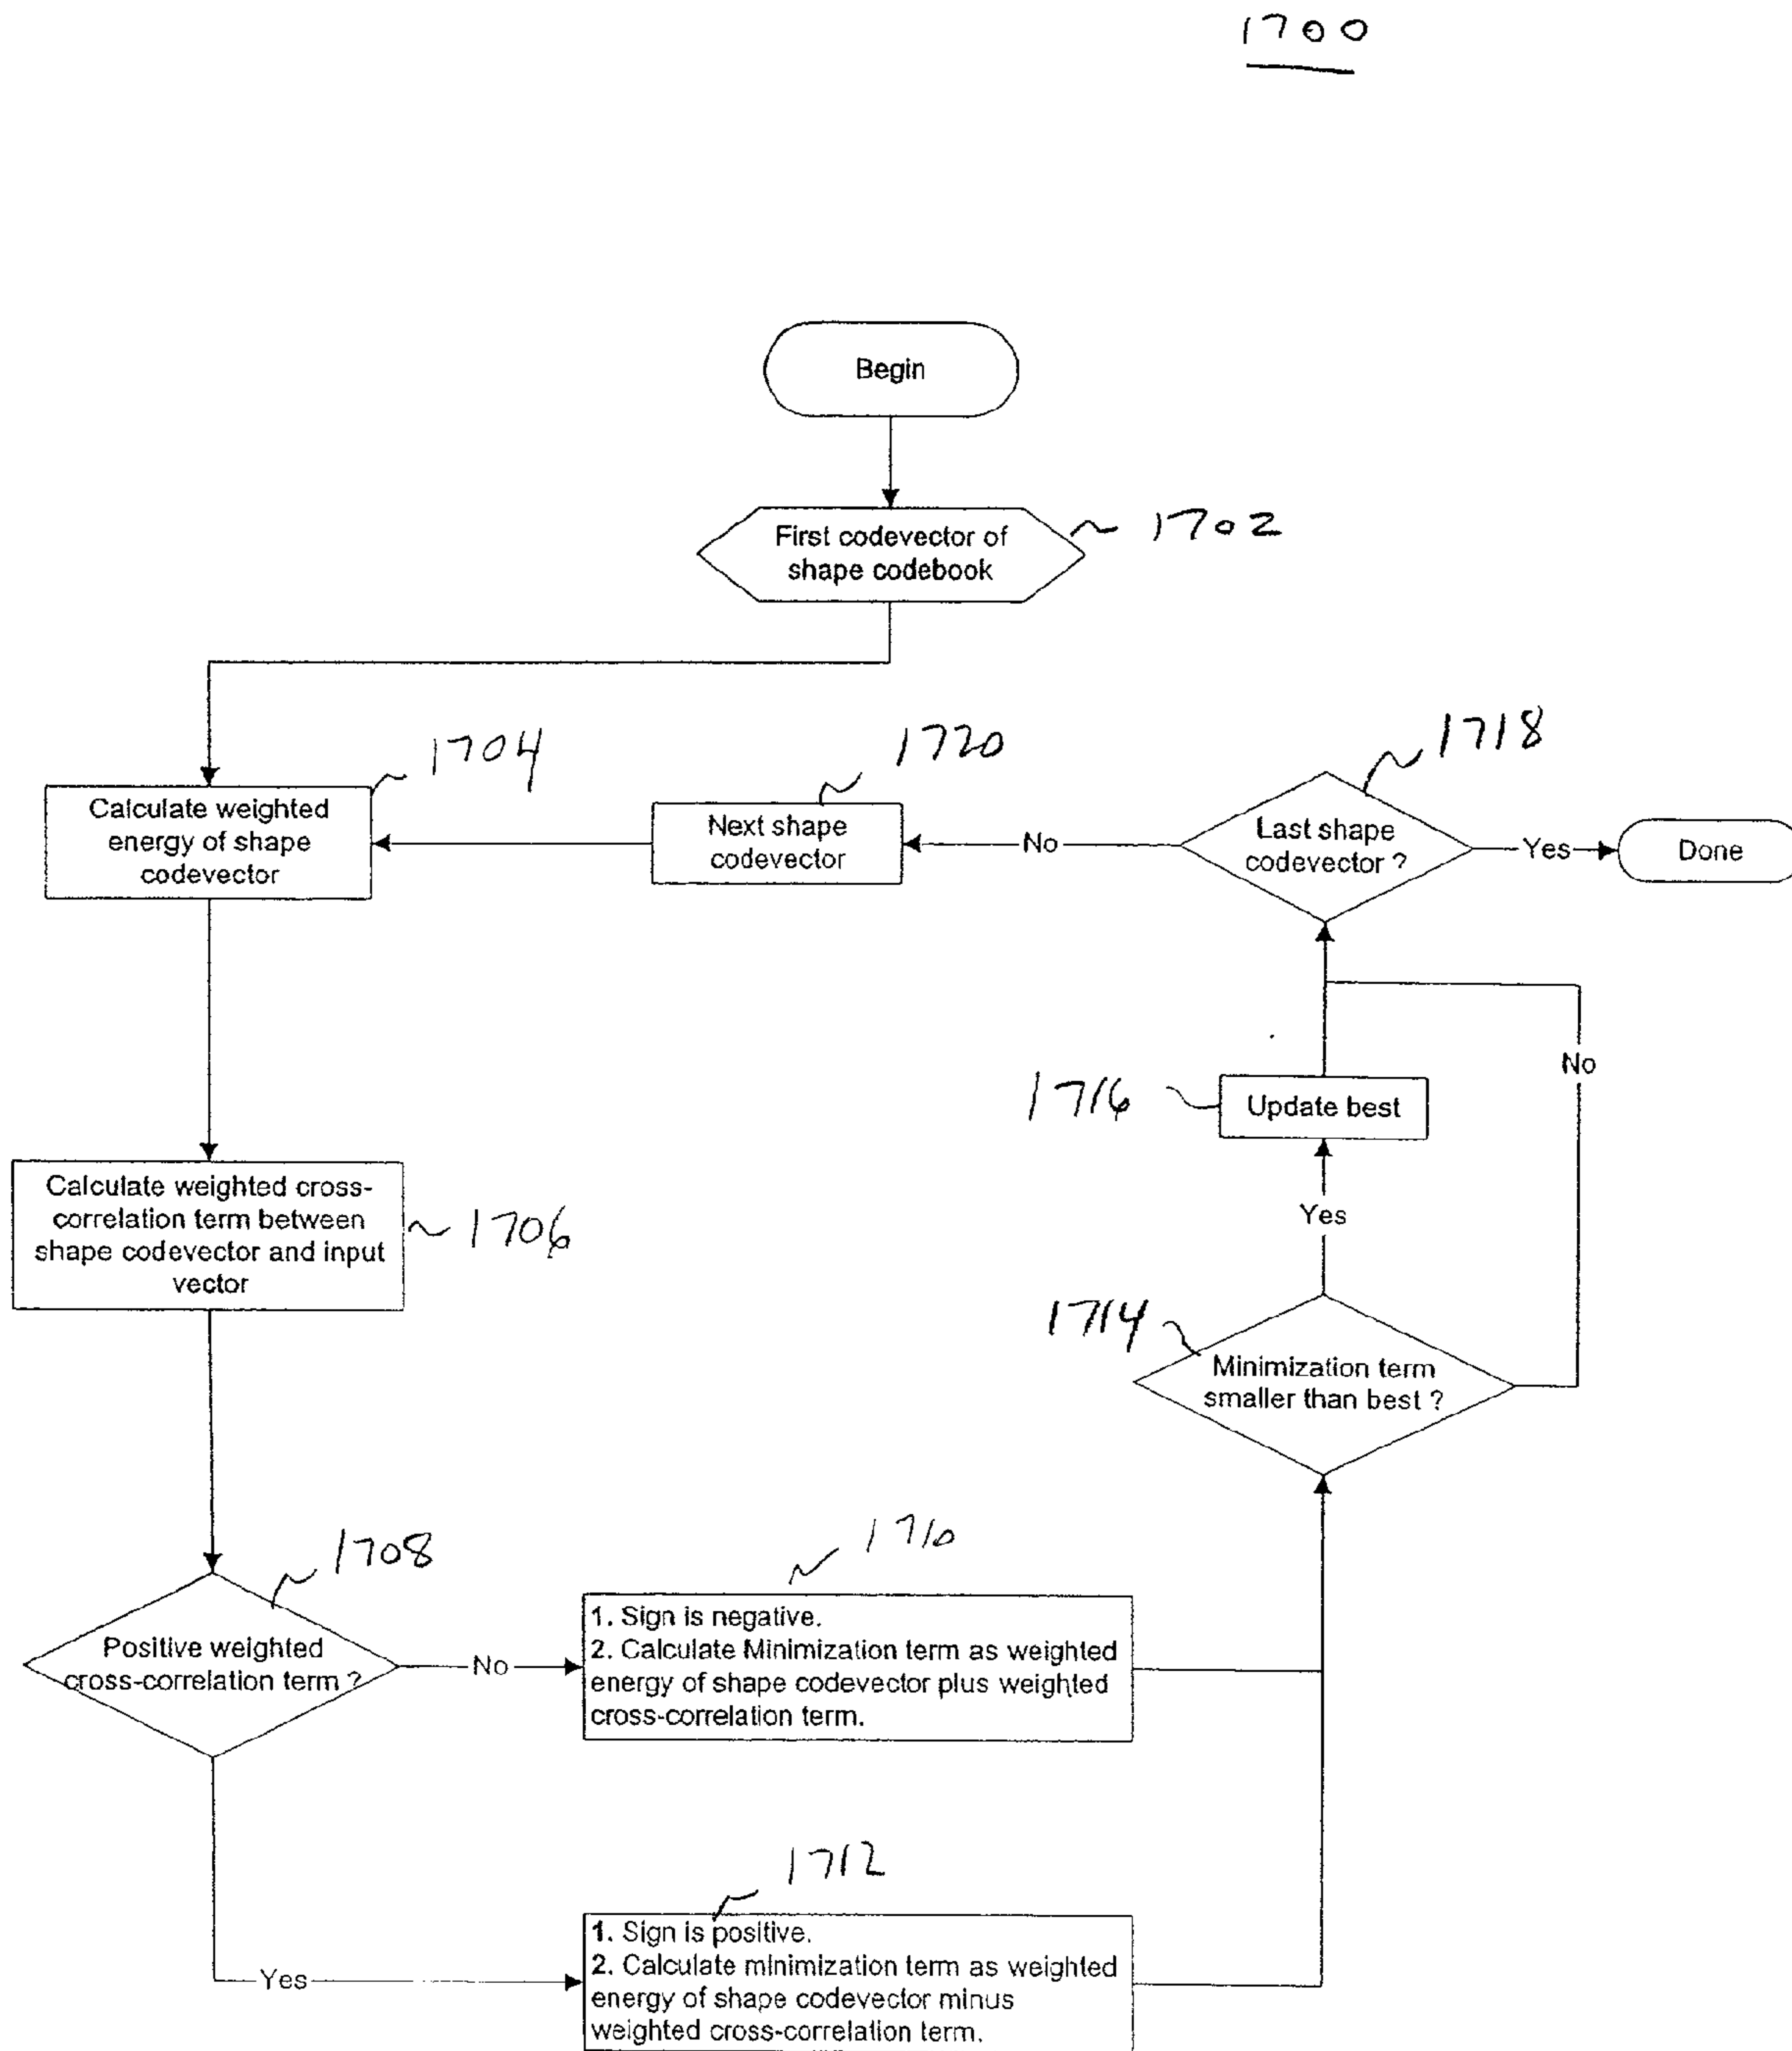 1700
Begin
First codevector of
shape codebook
1702
1704
Calculate weighted
energy of shape
codevector
1720
Next shape
codevector
No
1718
Last shape
codevector ?
Yes
Done
No
1716
Update best
Calculate weighted cross-
correlation term between
shape codevector and input
vector
1706
Yes
1714
Minimization term
smaller than best ?
1708
Positive weighted
cross-correlation term ?
No
1710
1. Sign is negative.
2. Calculate Minimization term as weighted
energy of shape codevector plus weighted
cross-correlation term.
Yes
1712
1. Sign is positive.
2. Calculate minimization term as weighted
energy of shape codevector minus
weighted cross-correlation term.